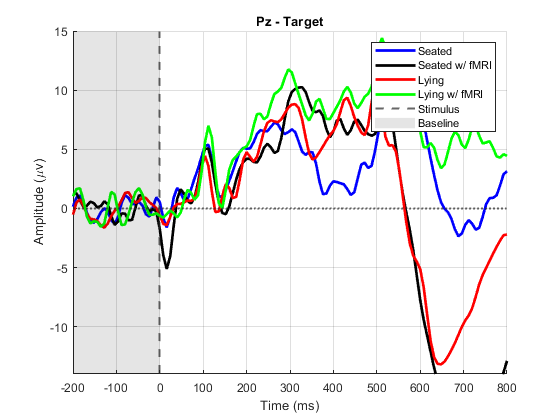 Pz - Target
15
10
5
0
-5
-10
Amplitude (μv)
Seated
Seated w/ fMRI
Lying
Lying w/ fMRI
Stimulus
Baseline
-200 -100 0 100 200 300 400 500 600 700 800
Time (ms)